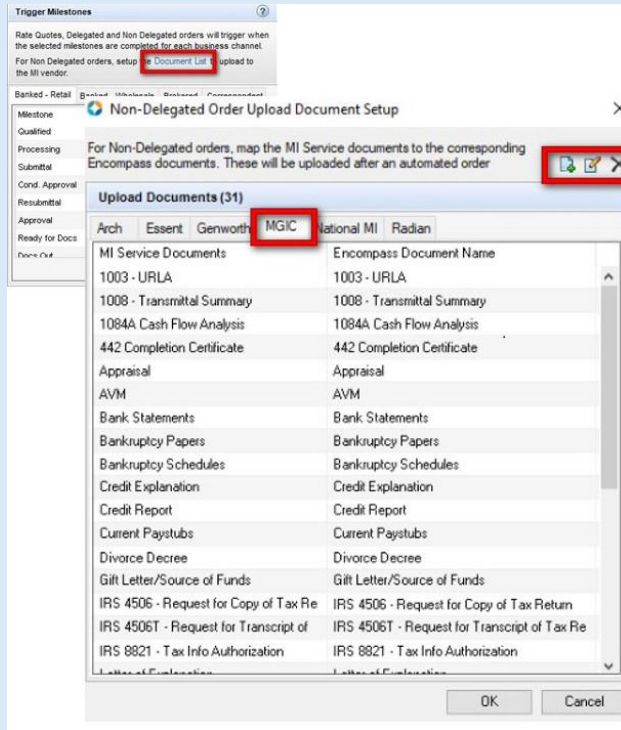 Trigger Milestones
Rate Quotes, Delegated and Non Delegated orders will trigger when
the selected milestones are completed for each business channel.
For Non Delegated orders, setup the Document List to upload to
the MI vendor.
Banked - Retail Banked - Wholesale Brokered Correspondent
Milestone
Qualified
Processing
Submittal
Cond. Approval
Resubmittal
Approval
Ready for Docs
Docs Out
Non-Delegated Order Upload Document Setup
For Non-Delegated orders, map the MI Service documents to the corresponding
Encompass documents. These will be uploaded after an automated order
Upload Documents (31)
Arch Essent Genworth MGIC National MI Radian
MI Service Documents Encompass Document Name
1003 - URLA 1003 - URLA
1008 - Transmittal Summary 1008 - Transmittal Summary
1084A Cash Flow Analysis 1084A Cash Flow Analysis
442 Completion Certificate 442 Completion Certificate
Appraisal Appraisal
AVM AVM
Bank Statements Bank Statements
Bankruptcy Papers Bankruptcy Papers
Bankruptcy Schedules Bankruptcy Schedules
Credit Explanation Credit Explanation
Credit Report Credit Report
Current Paystubs Current Paystubs
Divorce Decree Divorce Decree
Gift Letter/Source of Funds Gift Letter/Source of Funds
IRS 4506 - Request for Copy of Tax Re IRS 4506 - Request for Copy of Tax Return
IRS 4506T - Request for Transcript of IRS 4506T - Request for Transcript of Tax Re
IRS 8821 - Tax Info Authorization IRS 8821 - Tax Info Authorization
Letter of Explanation Letter of Explanation
OK Cancel